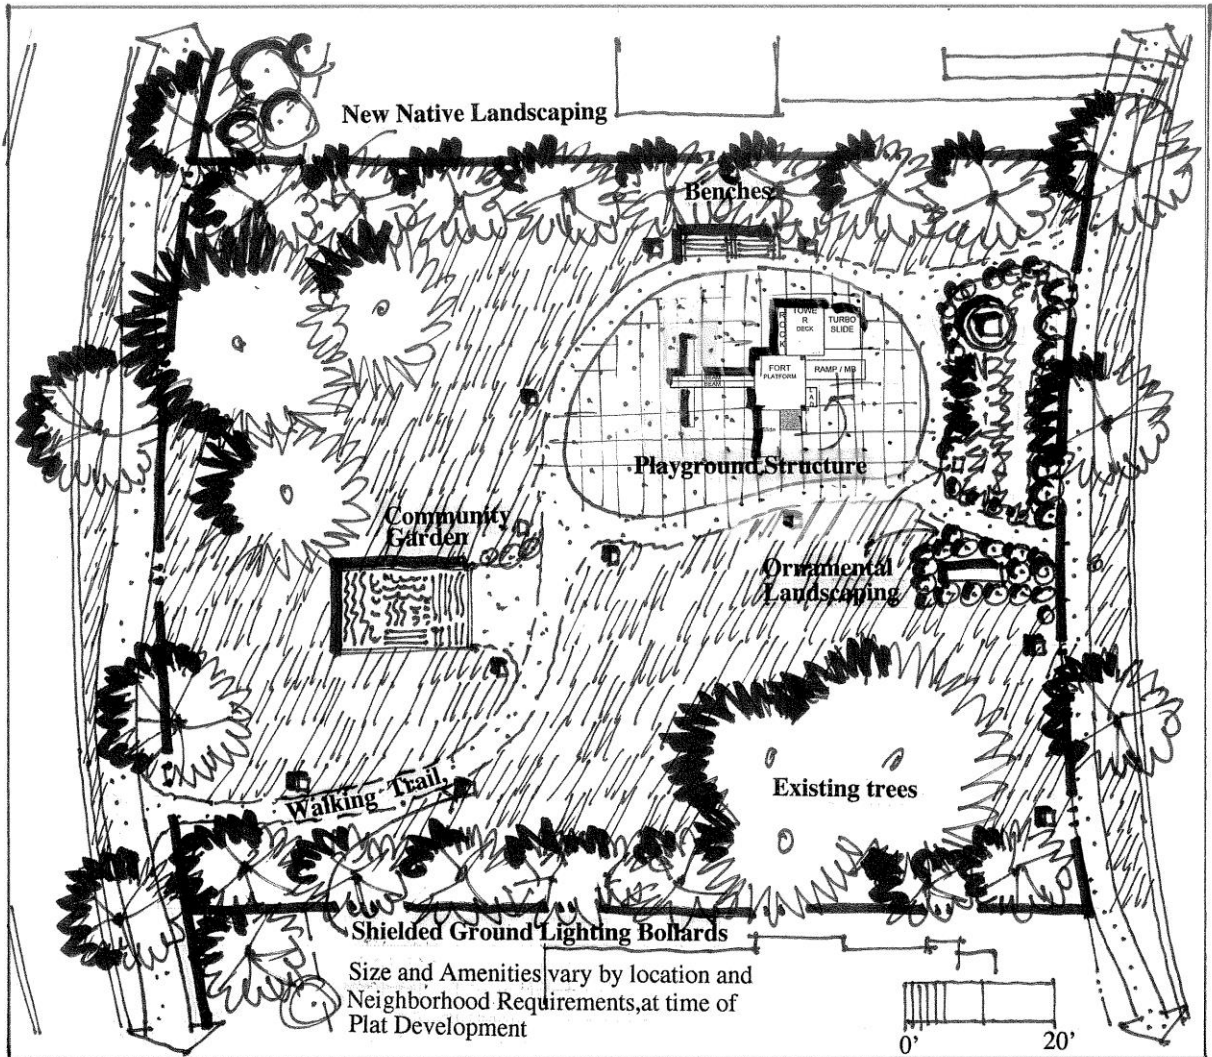 New Native Landscaping
Benches
ROCK
TOWE
R
DECK
TURBO
SLIDE
FORT
PLATFORM
RAMP / MB
BEAM
BEAM
Playground Structure
Community
Garden
Ornamental
Landscaping
Walking Trail,
Existing trees
Shielded Ground Lighting Bollards
Size and Amenities vary by location and
Neighborhood Requirements,at time of
Plat Development
0'
20'